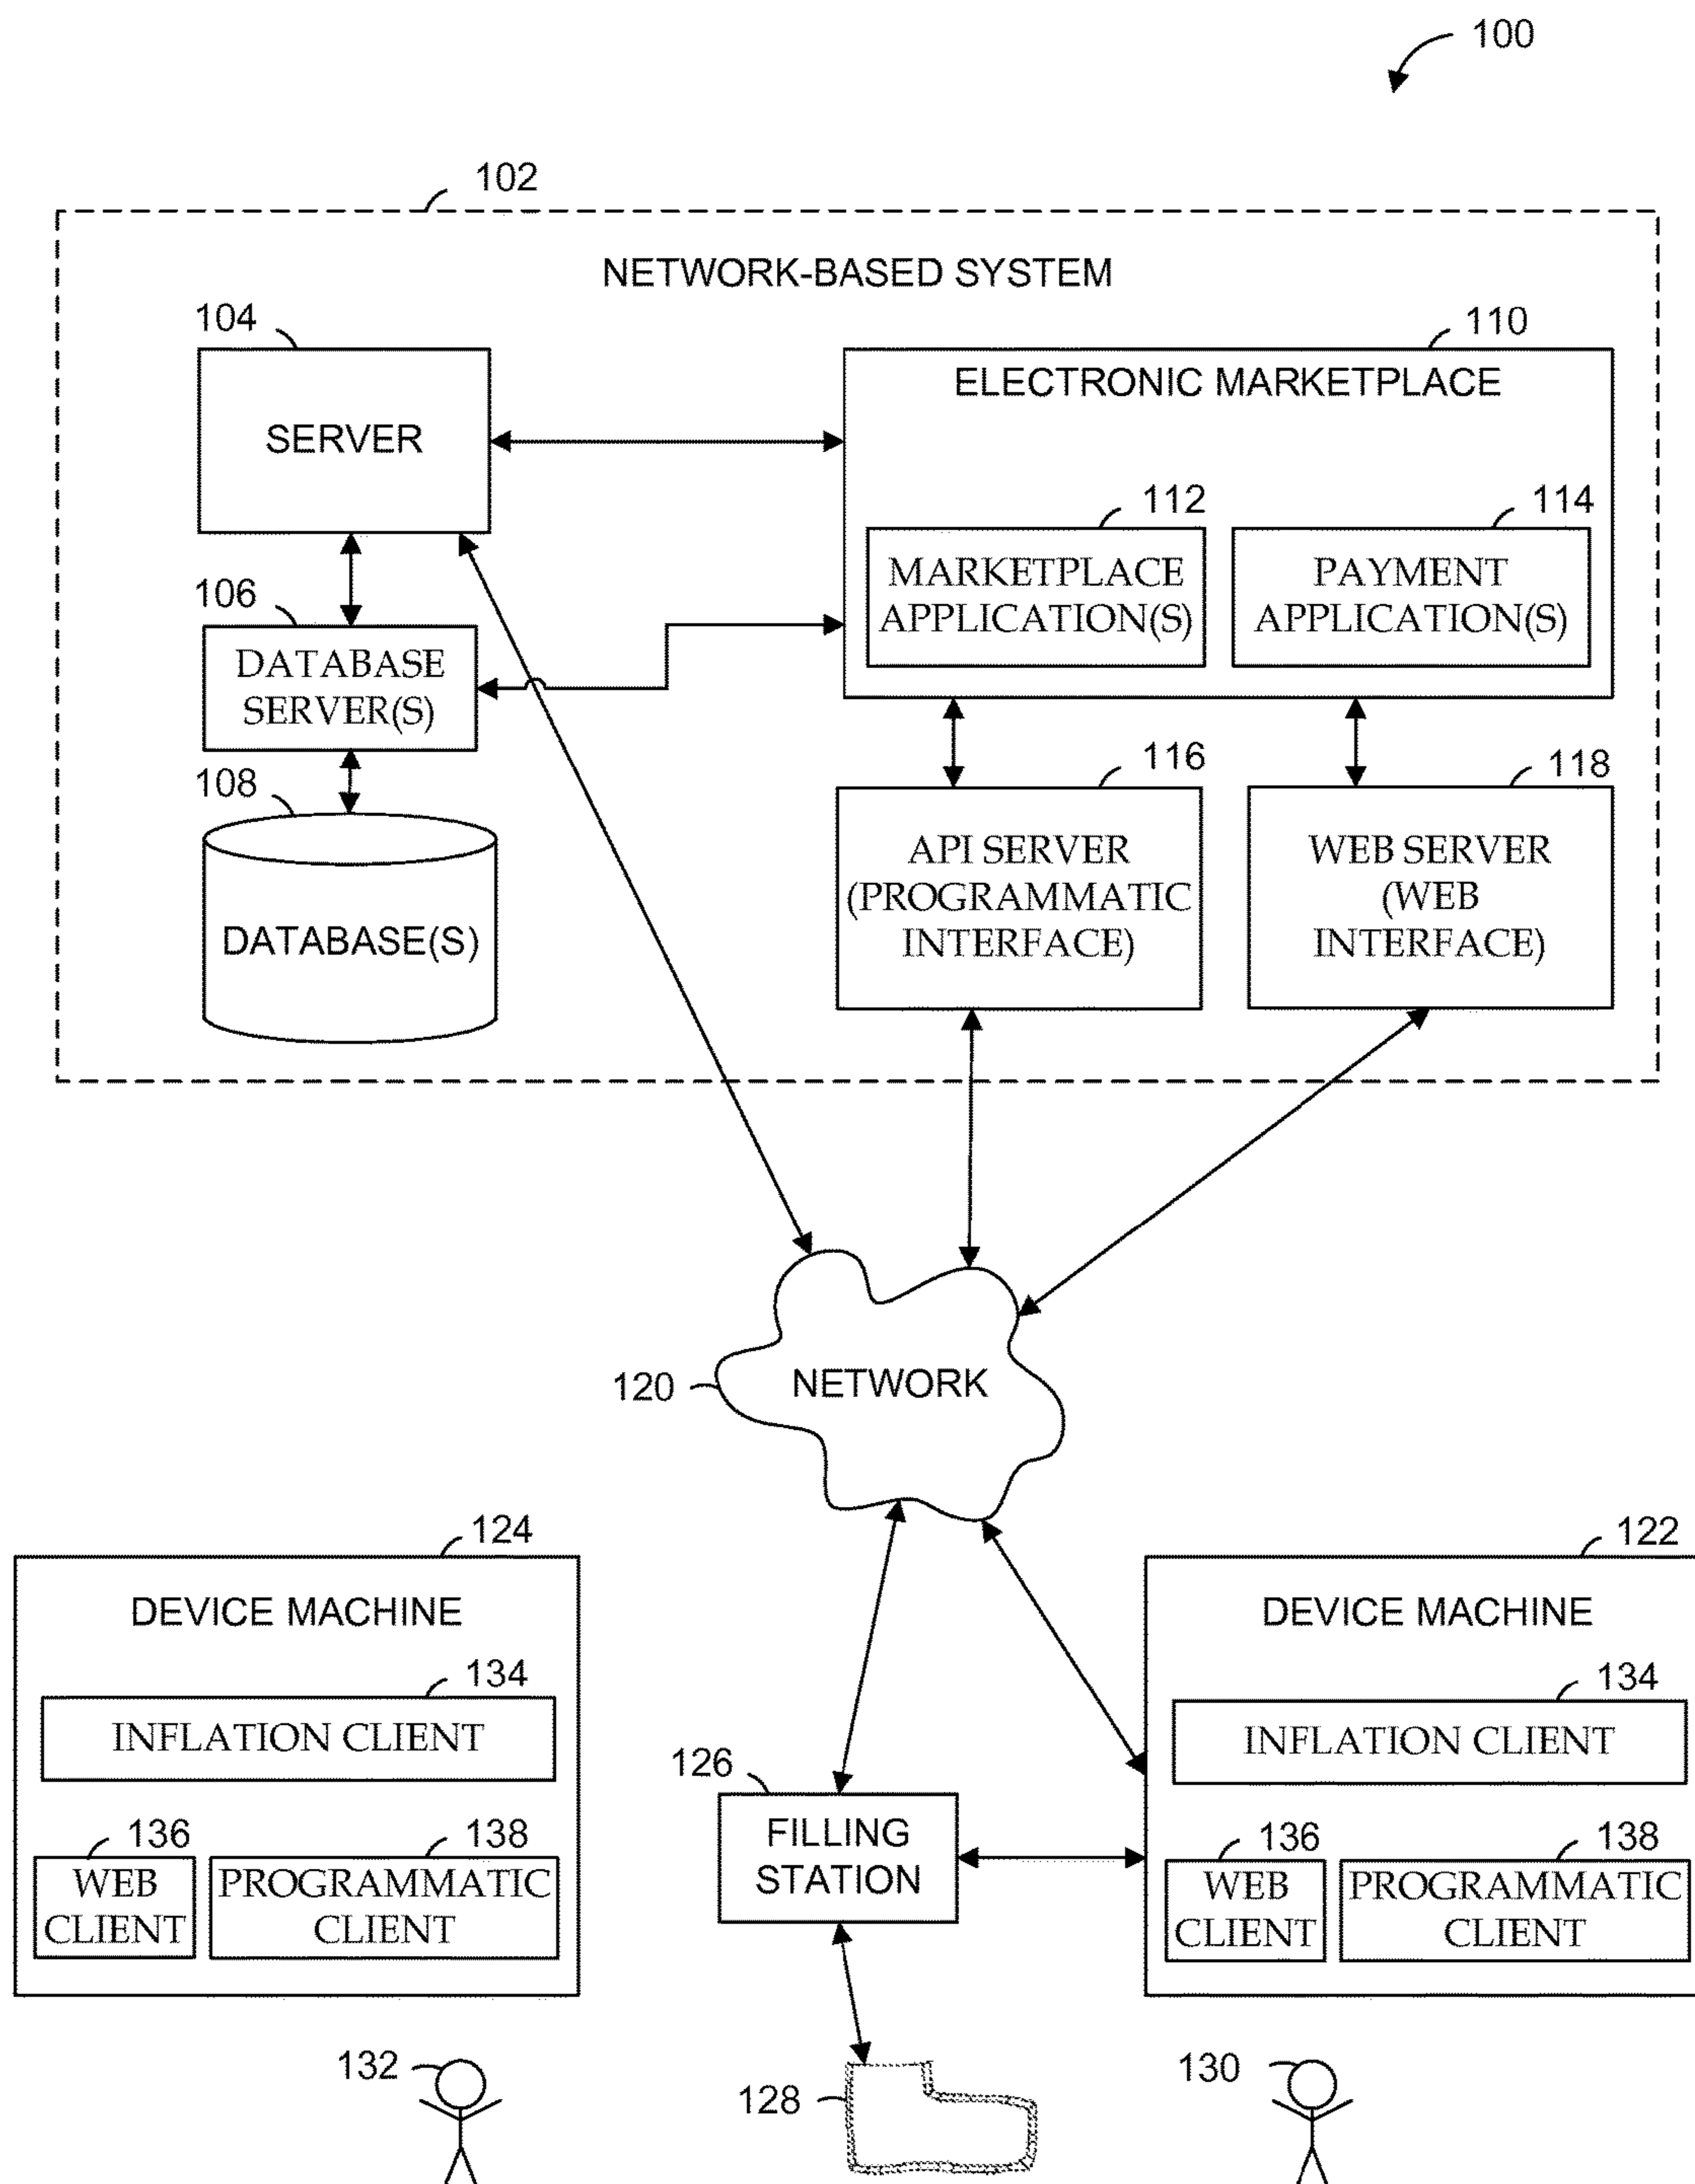 100
102
NETWORK-BASED SYSTEM
104
110
SERVER
ELECTRONIC MARKETPLACE
112
114
MARKETPLACE
APPLICATION(S)
PAYMENT
APPLICATION(S)
106
DATABASE
SERVER(S)
108
DATABASE(S)
116
118
API SERVER
(PROGRAMMATIC
INTERFACE)
WEB SERVER
(WEB
INTERFACE)
120
NETWORK
124
DEVICE MACHINE
134
INFLATION CLIENT
136
138
WEB
CLIENT
PROGRAMMATIC
CLIENT
126
FILLING
STATION
122
DEVICE MACHINE
134
INFLATION CLIENT
136
138
WEB
CLIENT
PROGRAMMATIC
CLIENT
132
128
130